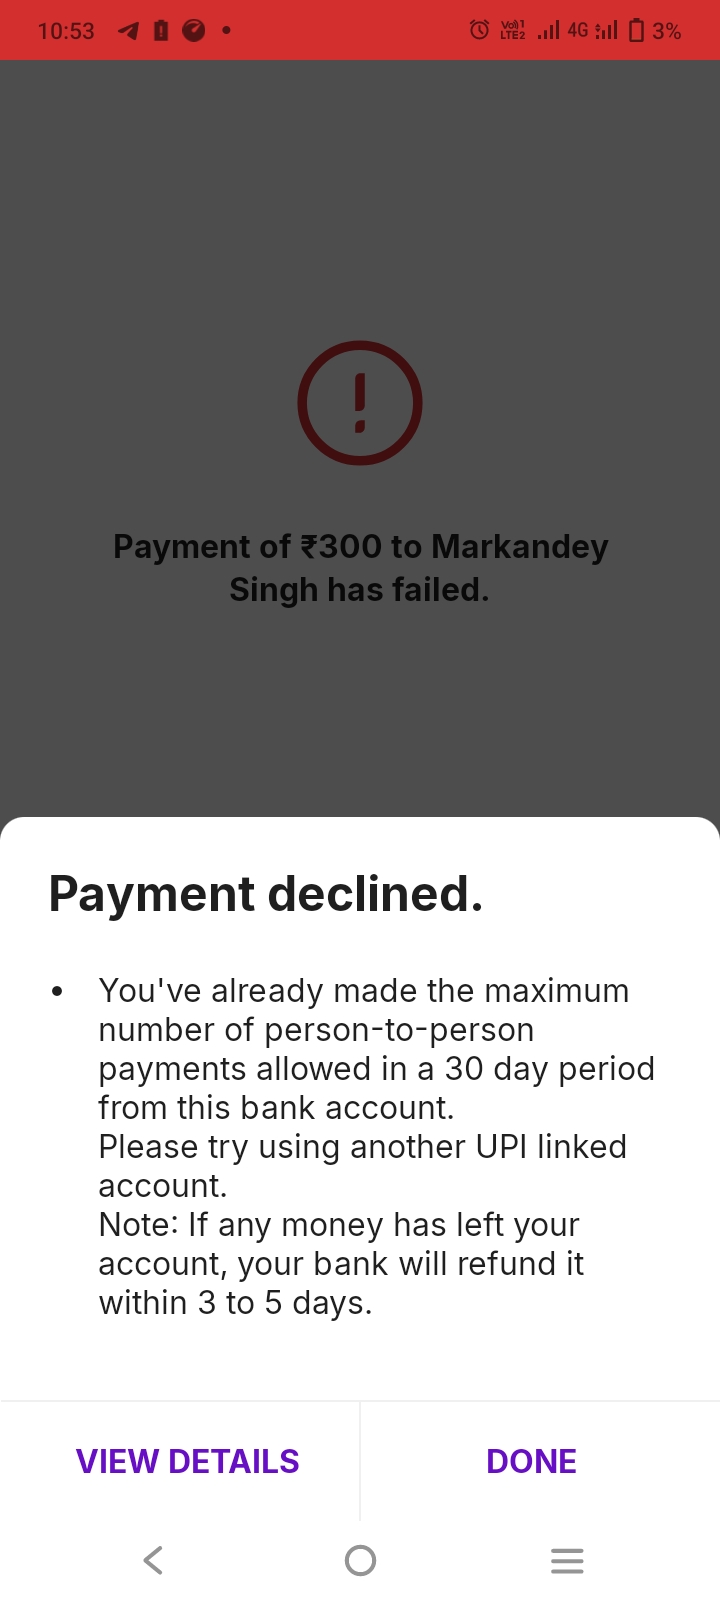 10:53
Vo)) 1
LTE2
4G
3%
Payment of ₹300 to Markandey
Singh has failed.
Payment declined.
• You've already made the maximum
number of person-to-person
payments allowed in a 30 day period
from this bank account.
Please try using another UPI linked
account.
Note: If any money has left your
account, your bank will refund it
within 3 to 5 days.
VIEW DETAILS
DONE